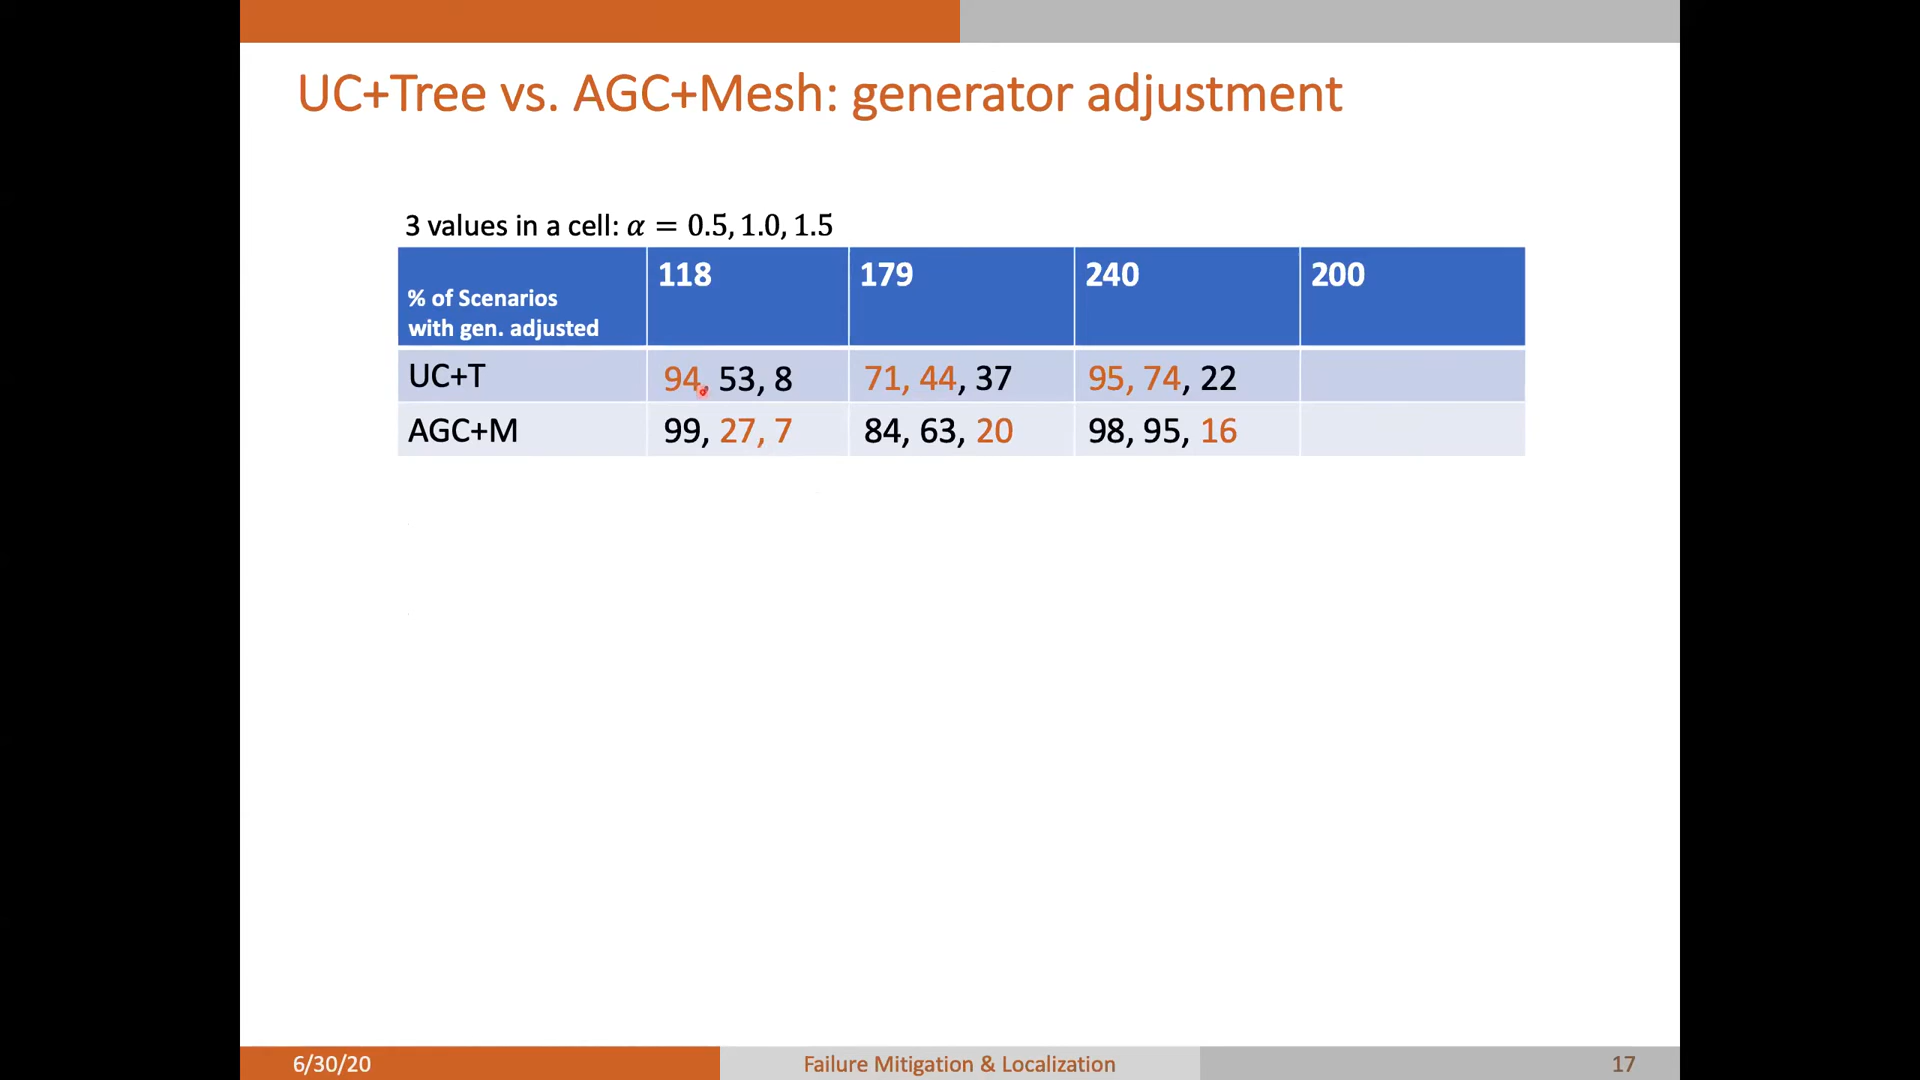 UC+Tree vs. AGC+Mesh: generator adjustment
3 values in a cell: α = 0.5, 1.0, 1.5
% of Scenarios
with gen. adjusted
118
179
240
200
UC+T
94, 53, 8
71, 44, 37
95, 74, 22
AGC+M
99, 27, 7
84, 63, 20
98, 95, 16
6/30/20
Failure Mitigation & Localization
17